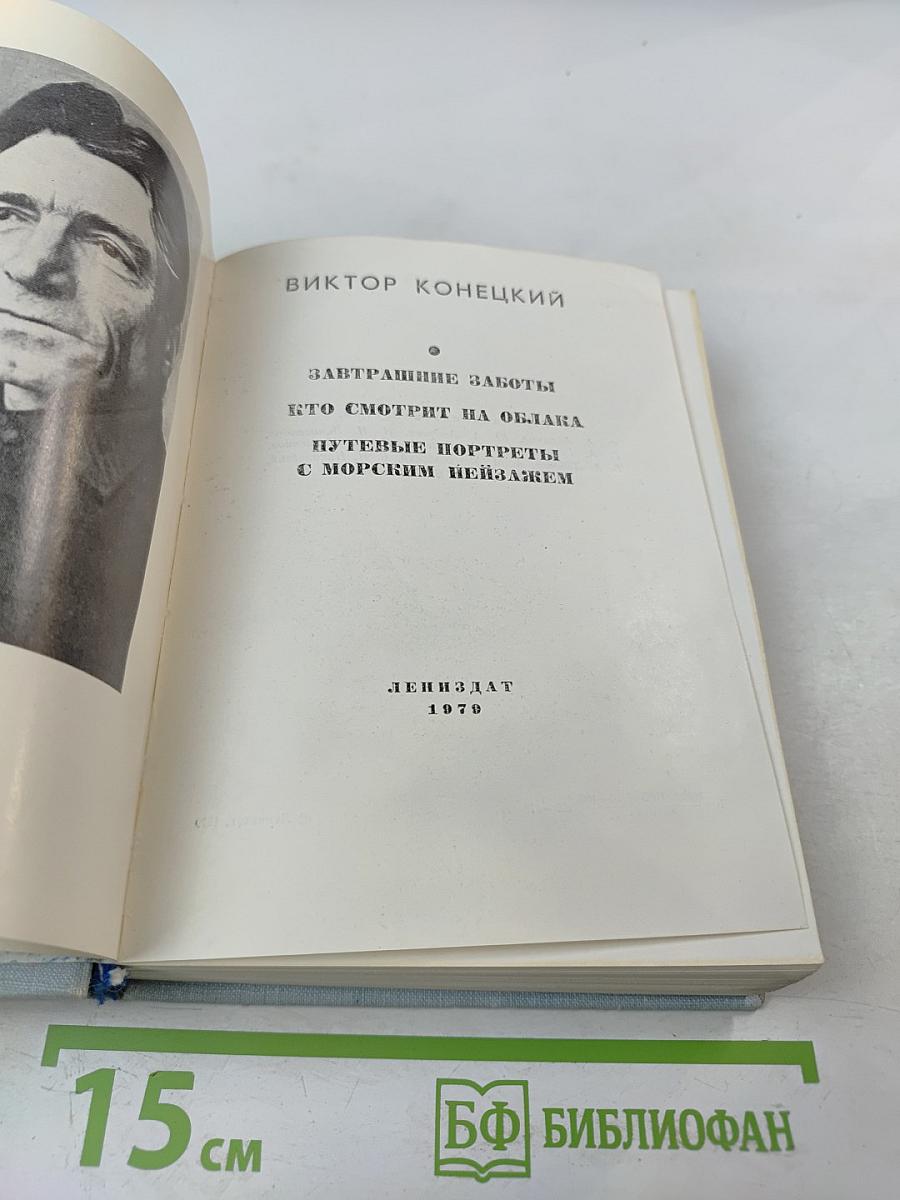 ВИКТОР КОНЕЦКИЙ
ЗАВТРАШНИЕ ЗАБОТЫ
КТО СМОТРИТ НА ОБЛАКА
ПУТЕВЫЕ ПОРТРЕТЫ
С МОРСКИМ ПЕЙЗАЖЕМ
ЛЕНИЗДАТ
1979
15 см
БФ БИБЛИОФАН